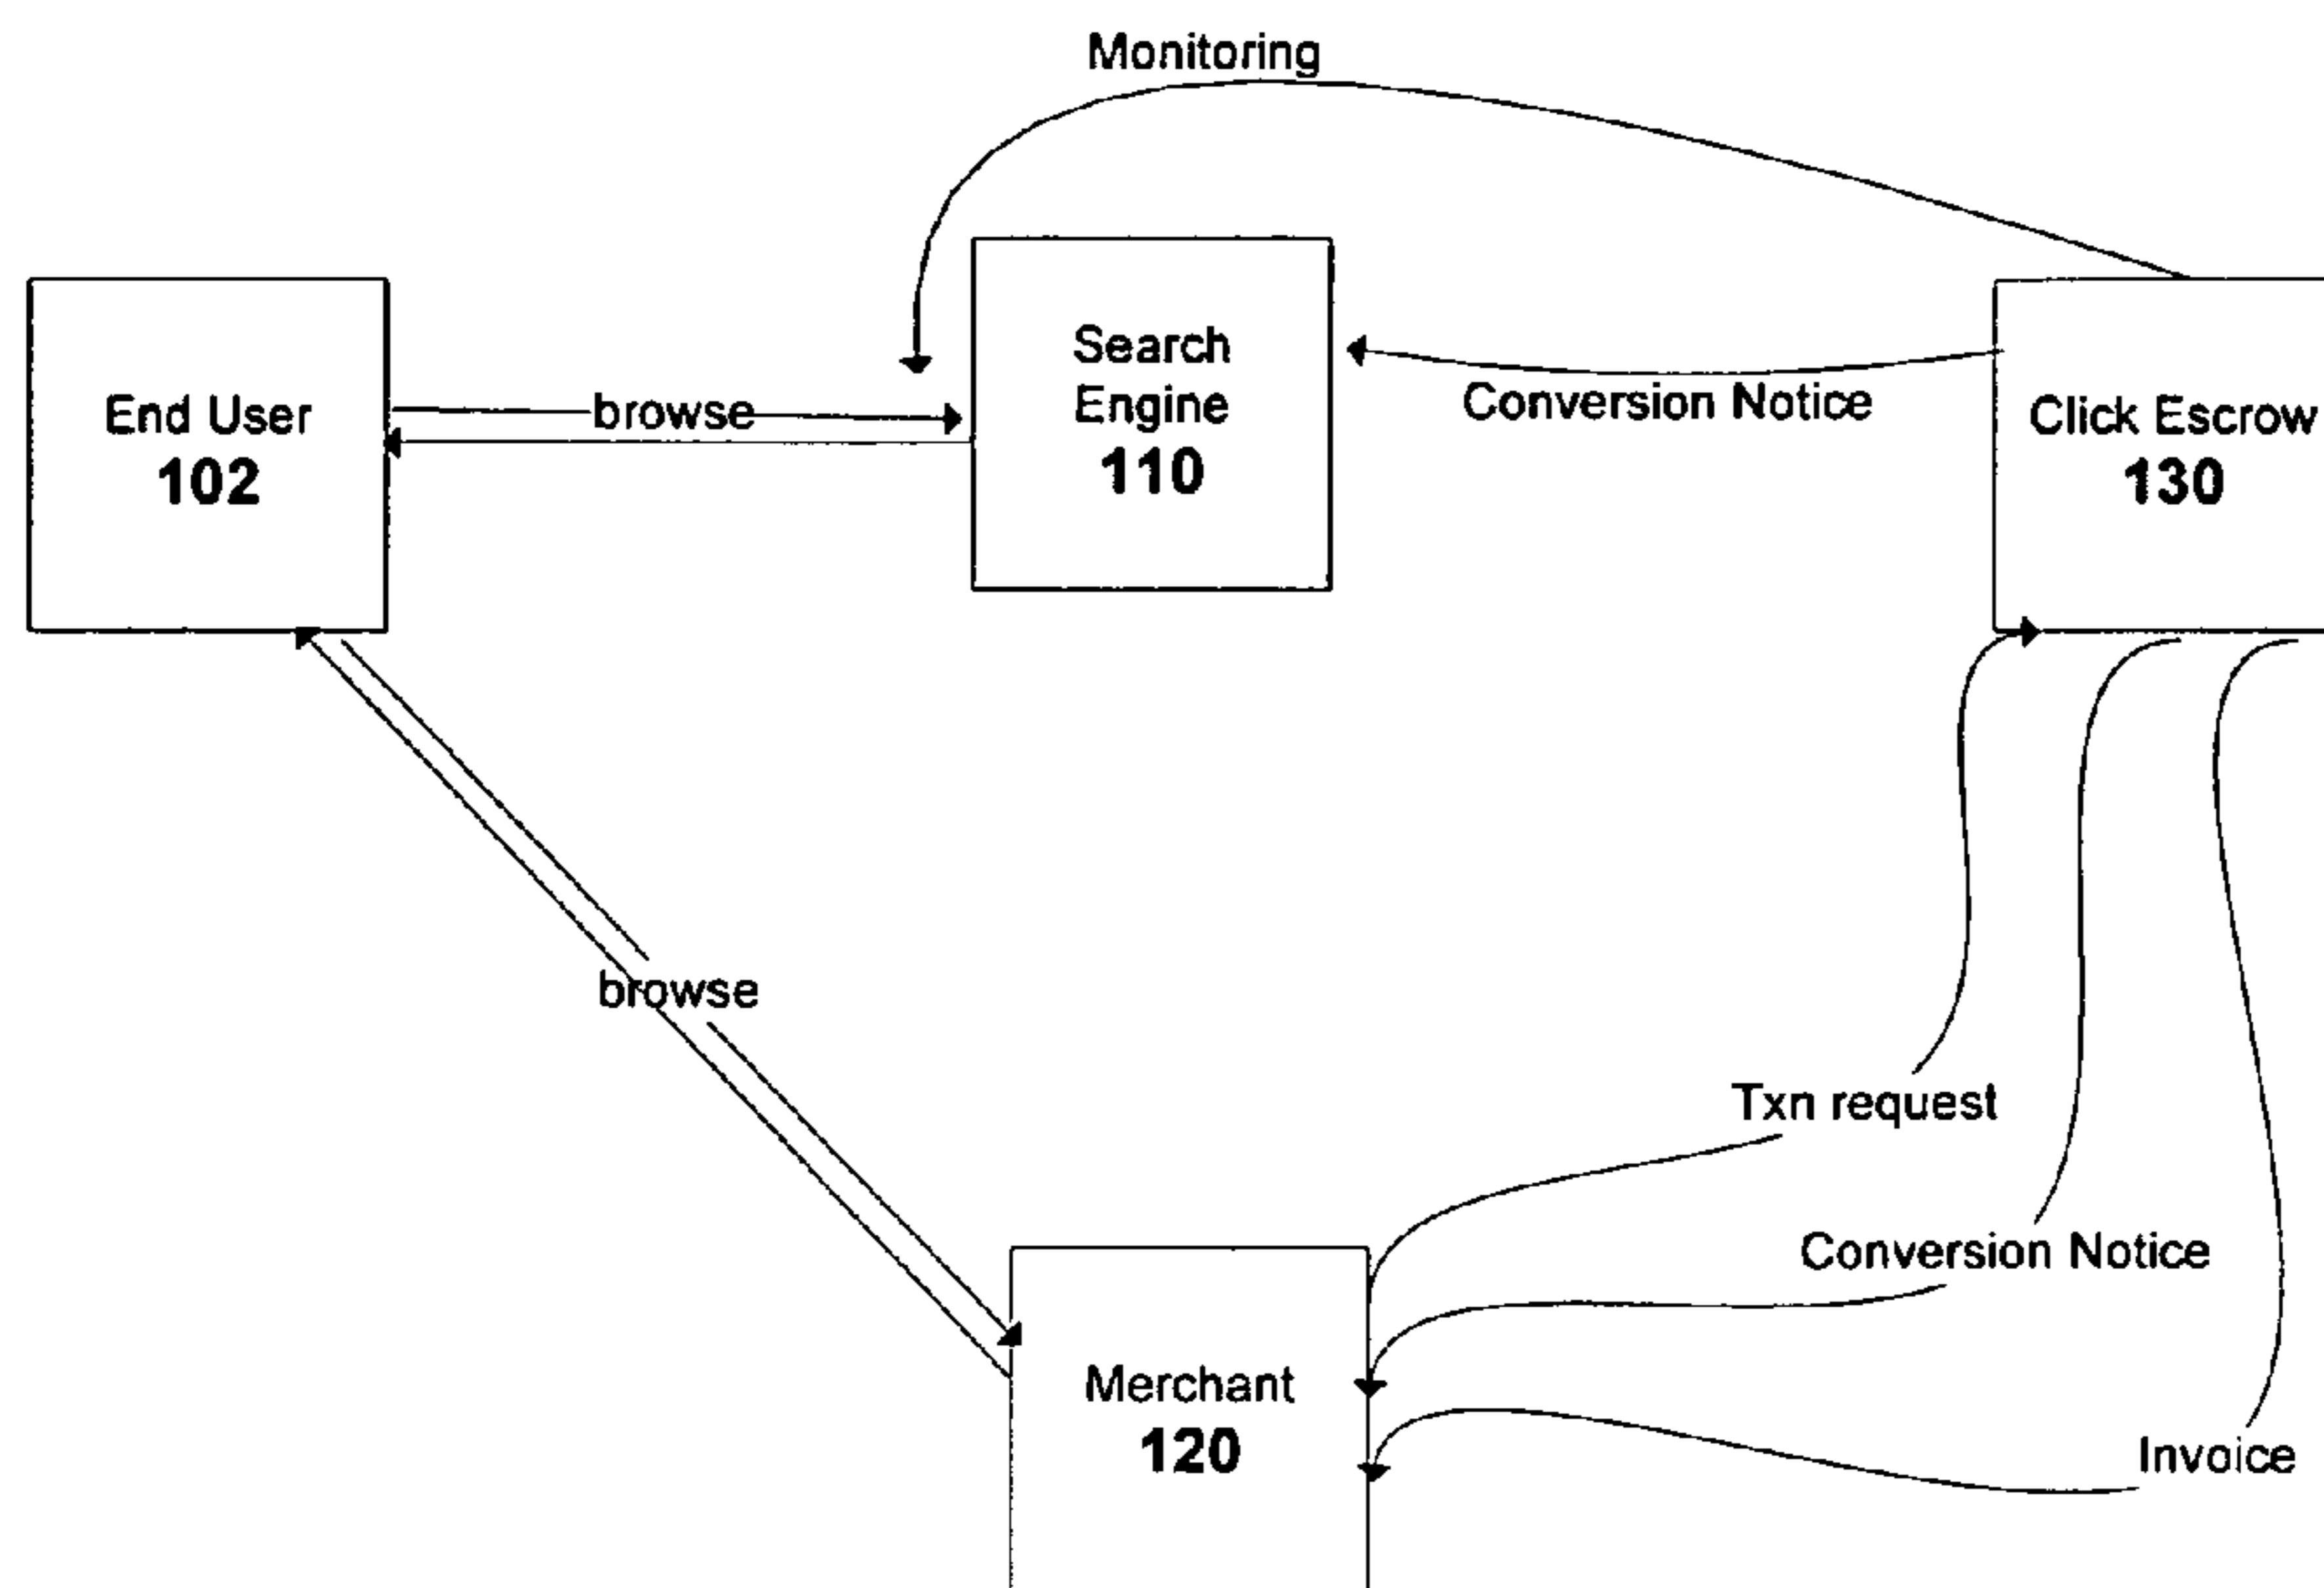 Monitoring
End User
102
browse
Search
Engine
110
Conversion Notice
Click Escrow
130
browse
Txn request
Conversion Notice
Merchant
120
Invoice